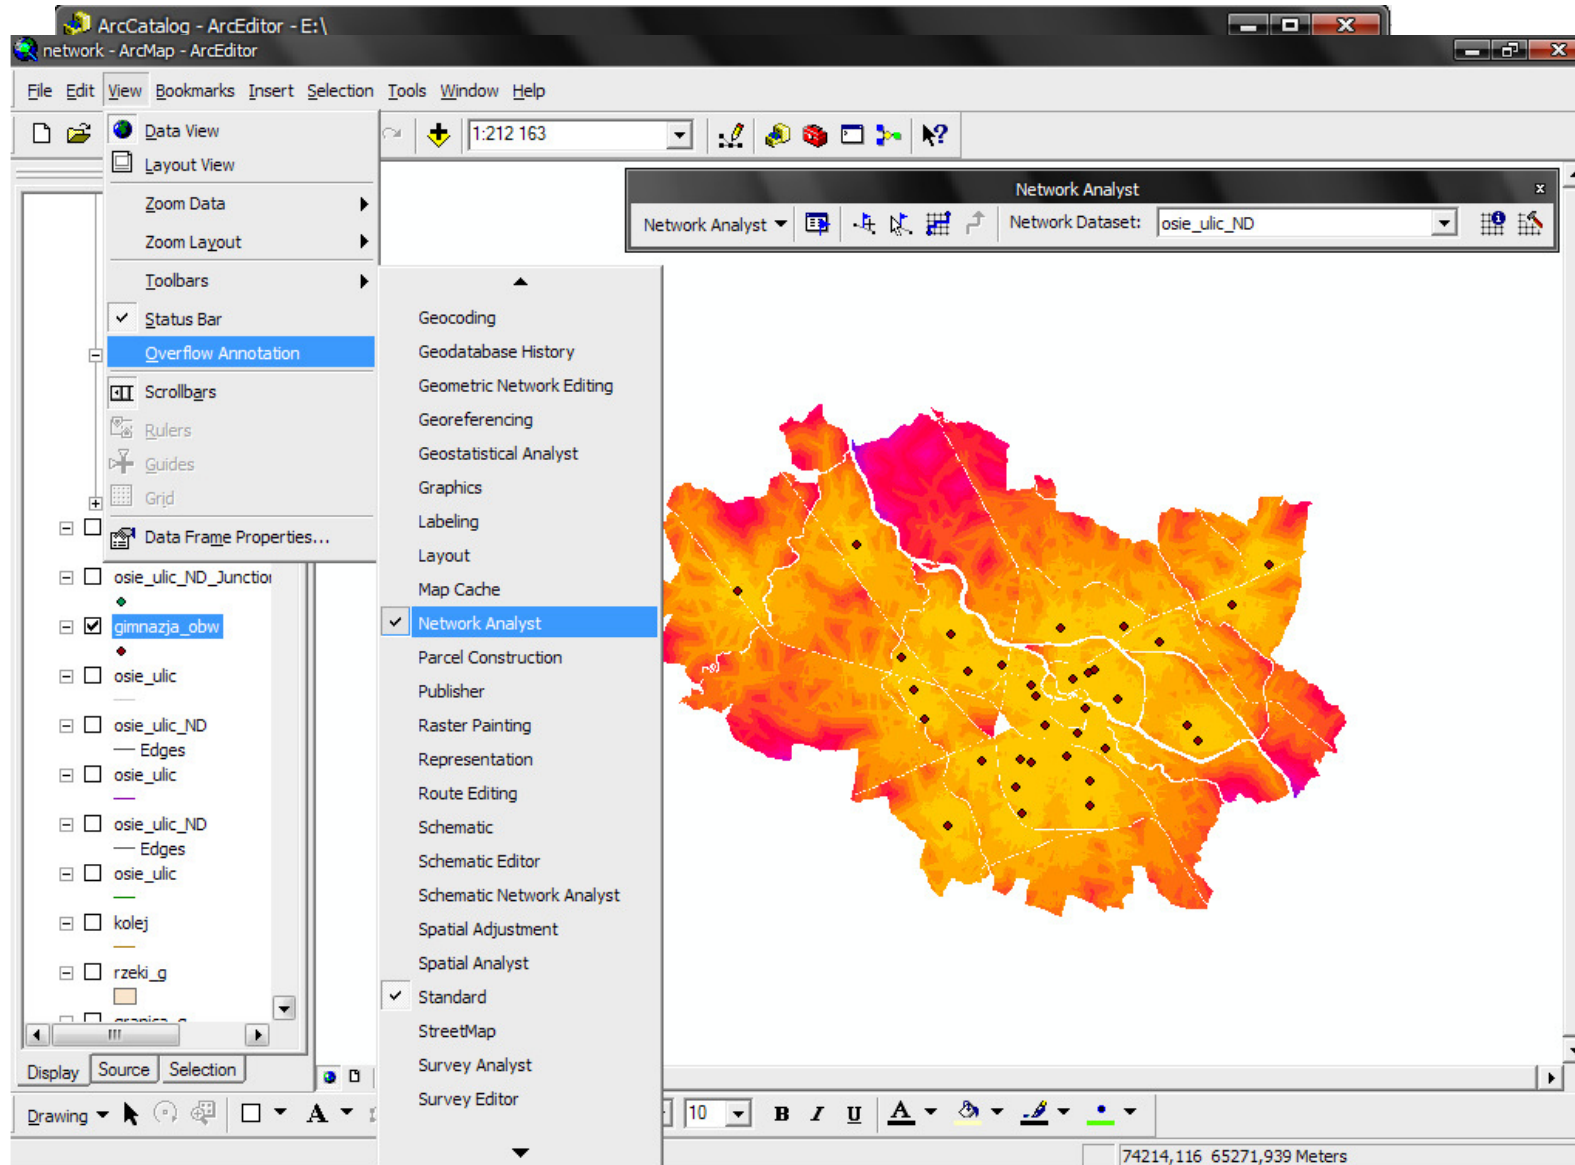 ArcCatalog - ArcEditor - E:\
network - ArcMap - ArcEditor
File Edit View Bookmarks Insert Selection Tools Window Help
1:212 163
Data View
Layout View
Zoom Data
Zoom Layout
Toolbars
Status Bar
Overflow Annotation
Scrollbars
Rulers
Guides
Grid
Data Frame Properties...
Network Analyst
Network Analyst
Network Dataset:
osie_ulic_ND
Geocoding
Geodatabase History
Geometric Network Editing
Georeferencing
Geostatistical Analyst
Graphics
Labeling
Layout
Map Cache
Network Analyst
Parcel Construction
Publisher
Raster Painting
Representation
Route Editing
Schematic
Schematic Editor
Schematic Network Analyst
Spatial Adjustment
Spatial Analyst
Standard
StreetMap
Survey Analyst
Survey Editor
osie_ulic_ND_Junction
gimnazja_obw
osie_ulic
osie_ulic_ND
Edges
osie_ulic
osie_ulic_ND
Edges
osie_ulic
kolej
rzeki_g
granica_g
Display Source Selection
Drawing
A
10 B I U A
74214,116 65271,939 Meters